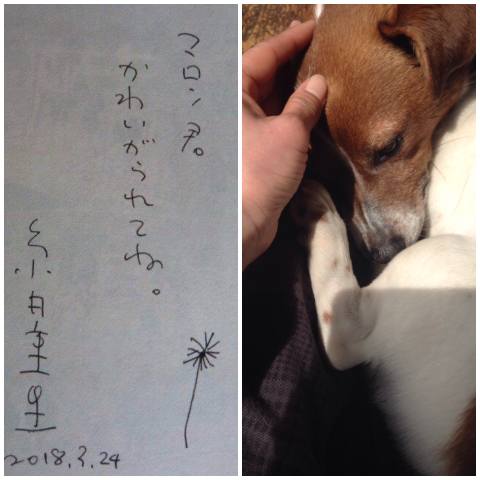 マロン君。
かわいがられてね。
糸井重里
2018.3.24